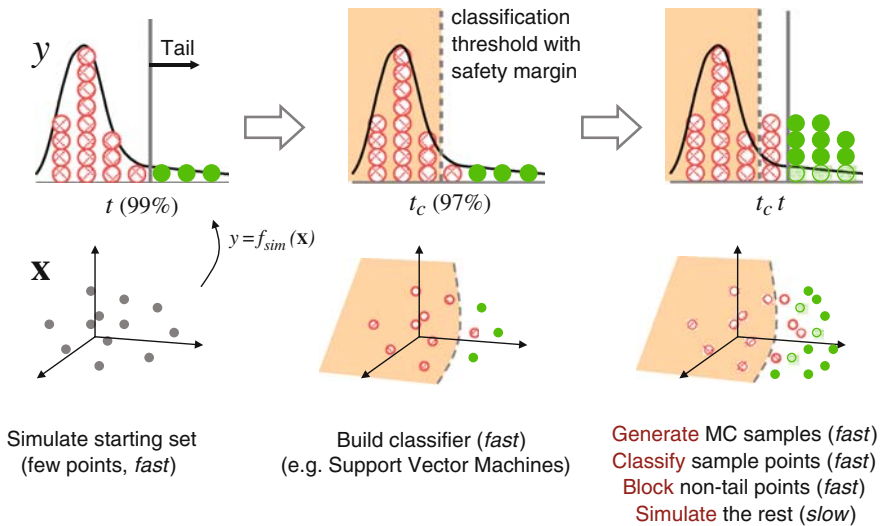 y
Tail
classification
threshold with
safety margin
t (99%)
t_c (97%)
t_c t
x
y = f_sim (x)
Simulate starting set
(few points, fast)
Build classifier (fast)
(e.g. Support Vector Machines)
Generate MC samples (fast)
Classify sample points (fast)
Block non-tail points (fast)
Simulate the rest (slow)